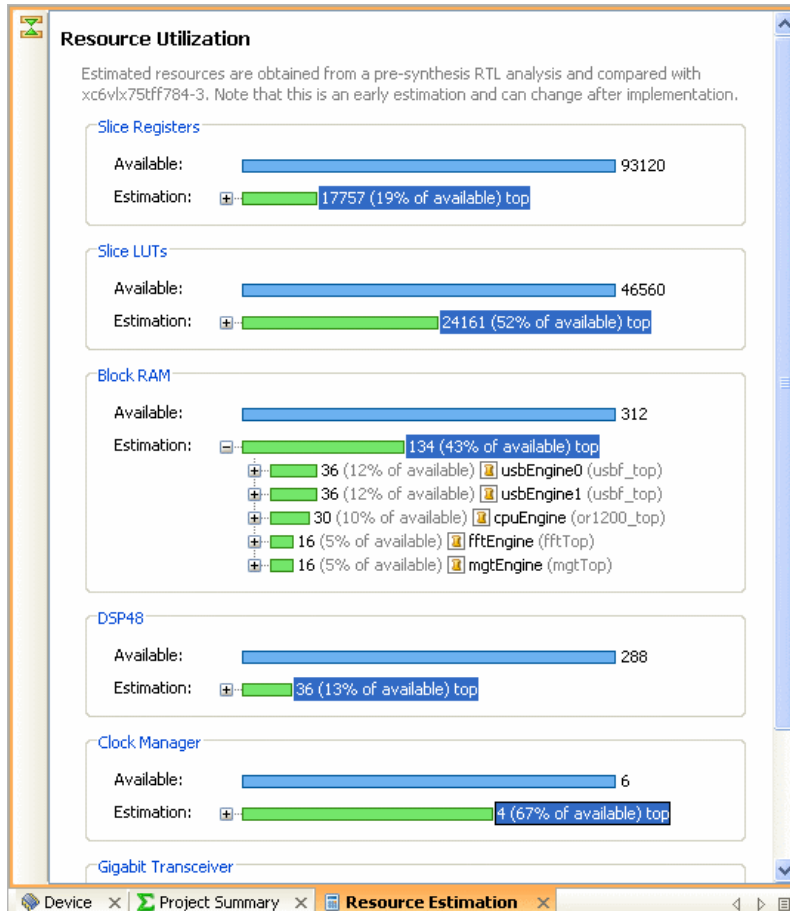 Resource Utilization
Estimated resources are obtained from a pre-synthesis RTL analysis and compared with
xc6vlx75tff784-3. Note that this is an early estimation and can change after implementation.
Slice Registers
Available: 93120
Estimation: 17757 (19% of available) top
Slice LUTs
Available: 46560
Estimation: 24161 (52% of available) top
Block RAM
Available: 312
Estimation: 134 (43% of available) top
36 (12% of available) usbEngine0 (usbf_top)
36 (12% of available) usbEngine1 (usbf_top)
30 (10% of available) cpuEngine (or1200_top)
16 (5% of available) fftEngine (fftTop)
16 (5% of available) mgtEngine (mgtTop)
DSP48
Available: 288
Estimation: 36 (13% of available) top
Clock Manager
Available: 6
Estimation: 4 (67% of available) top
Gigabit Transceiver
Device Project Summary Resource Estimation